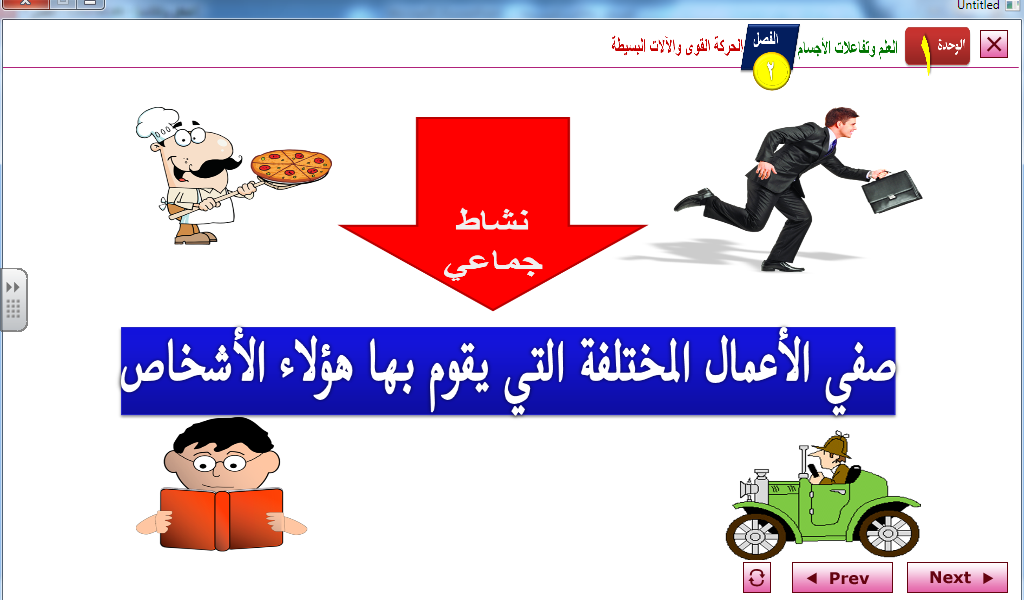 Untitled
الوحدة ١ العلم وتفاعلات الأجسام الفصل ٢ الحركة القوى والآلات البسيطة
نشاط
جماعي
صفي الأعمال المختلفة التي يقوم بها هؤلاء الأشخاص
Prev
Next